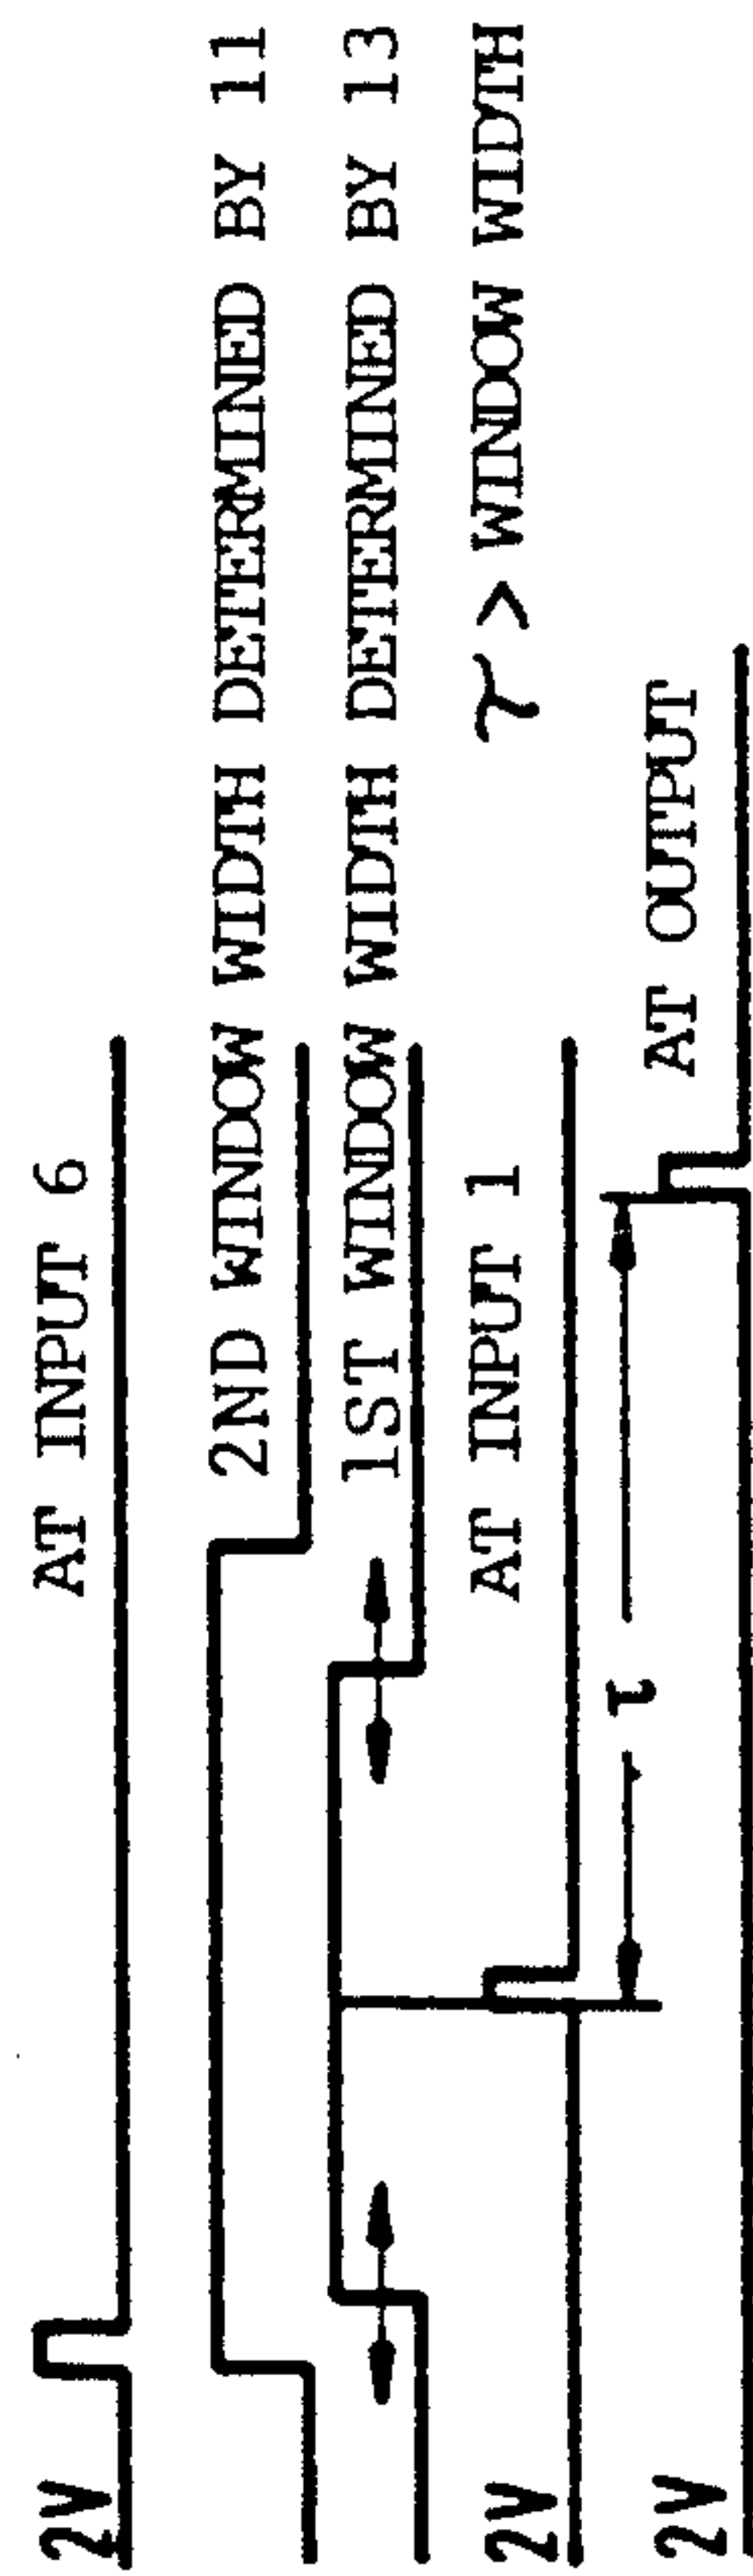 2V AT INPUT 6
2ND WINDOW WIDTH DETERMINED BY 11
1ST WINDOW WIDTH DETERMINED BY 13
2V AT INPUT 1 τ > WINDOW WIDTH
τ
2V AT OUTPUT